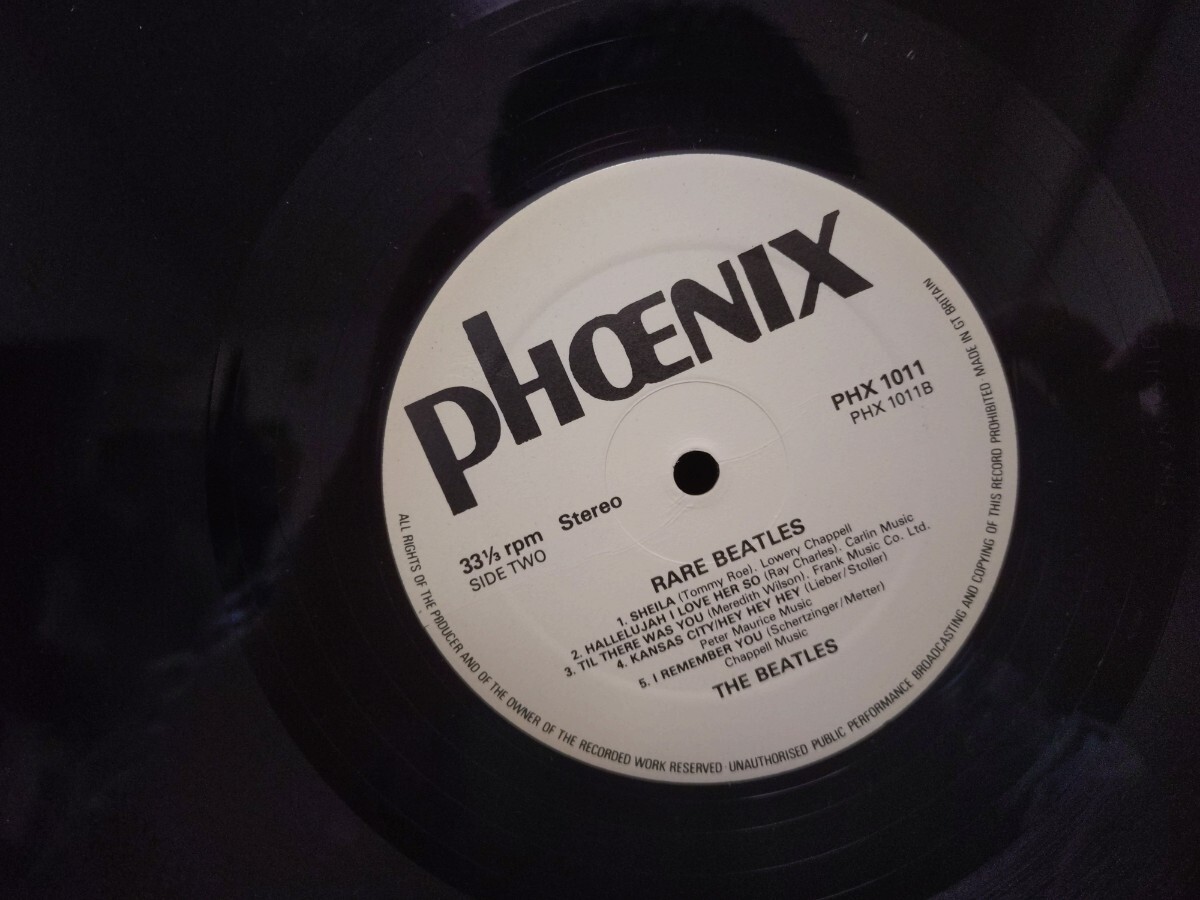 PHŒNIX
PHX 1011
PHX 1011B
33⅓ rpm Stereo
SIDE TWO
RARE BEATLES
1. SHEILA (Tommy Roe), Lowery Chappell
2. HALLELUJAH I LOVE HER SO (Ray Charles), Carlin Music
3. TIL THERE WAS YOU (Meredith Wilson), Frank Music Co. Ltd.
4. KANSAS CITY/HEY HEY HEY (Lieber/Stoller)
Peter Maurice Music
5. I REMEMBER YOU (Schertzinger/Metter)
Chappell Music
THE BEATLES
ALL RIGHTS OF THE PRODUCER AND OF THE OWNER OF THE RECORDED WORK RESERVED · UNAUTHORISED PUBLIC PERFORMANCE BROADCASTING AND COPYING OF THIS RECORD PROHIBITED MADE IN GT BRITAIN